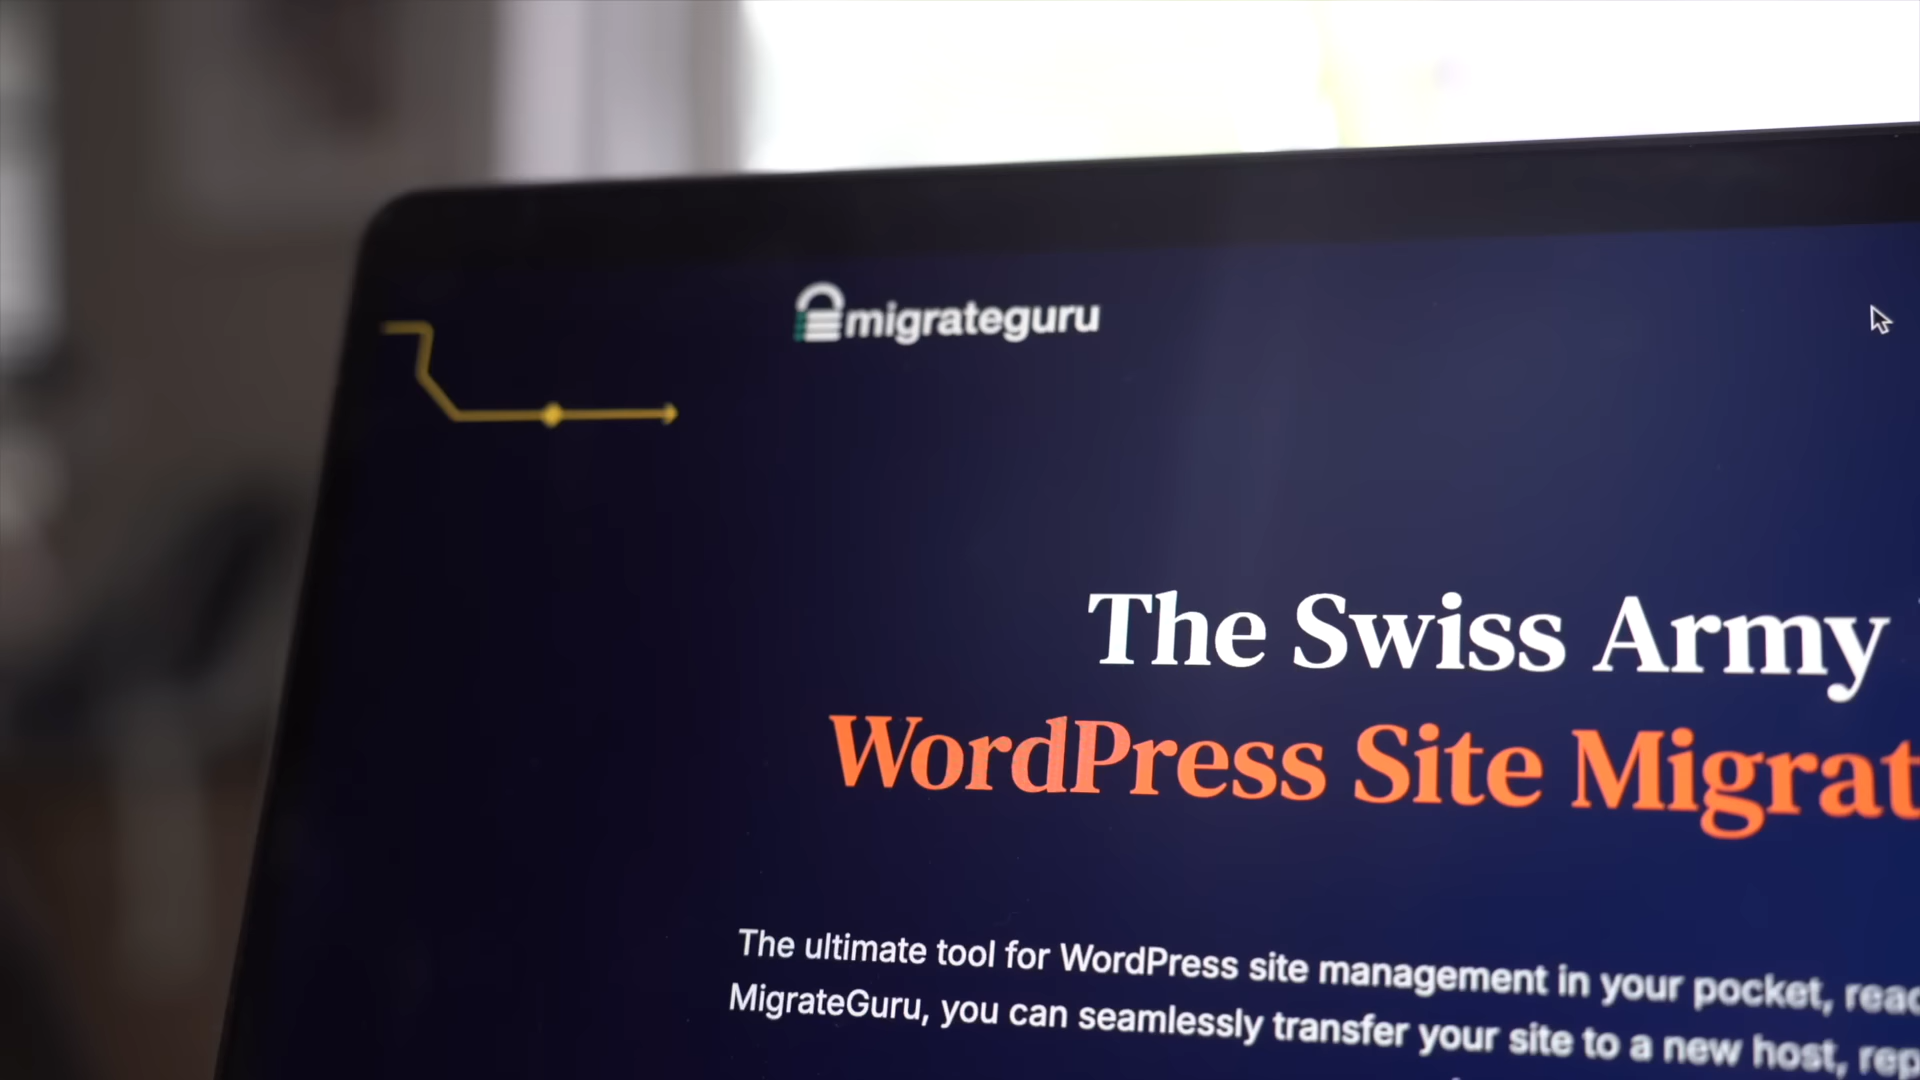 migrateguru
The Swiss Army
WordPress Site Migrat
The ultimate tool for WordPress site management in your pocket, read
MigrateGuru, you can seamlessly transfer your site to a new host, rep